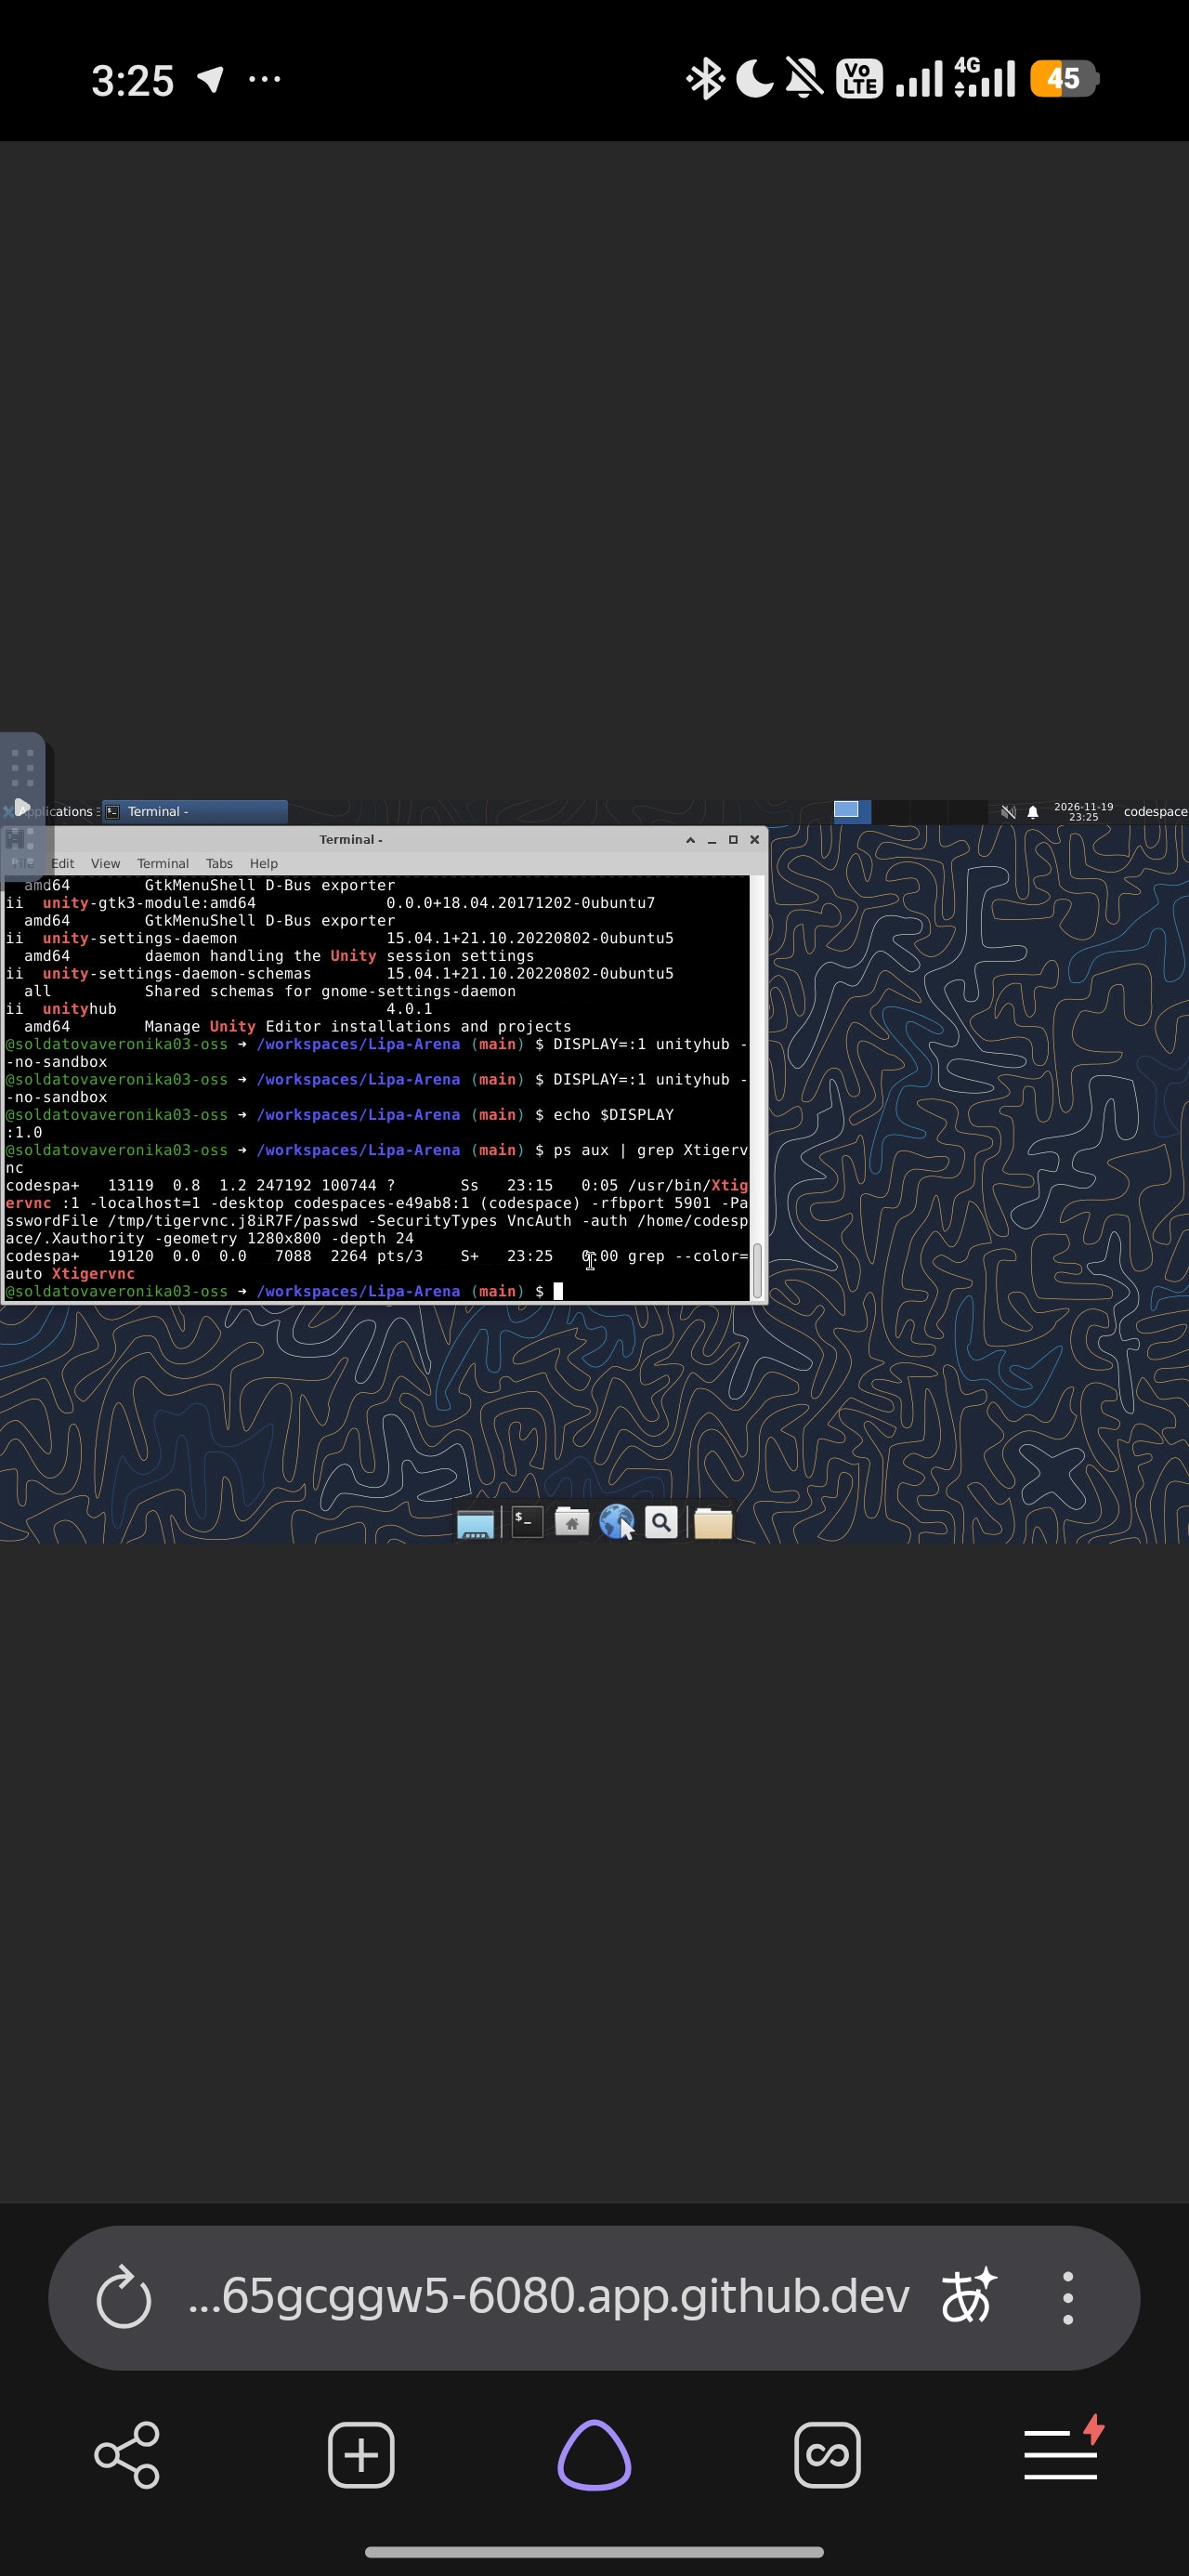 3:25
Vo
LTE
4G
45
Applications
Terminal -
2026-11-19
23:25
codespace
Terminal -
Edit View Terminal Tabs Help
amd64 GtkMenuShell D-Bus exporter
ii unity-gtk3-module:amd64 0.0.0+18.04.20171202-0ubuntu7
amd64 GtkMenuShell D-Bus exporter
ii unity-settings-daemon 15.04.1+21.10.20220802-0ubuntu5
amd64 daemon handling the Unity session settings
ii unity-settings-daemon-schemas 15.04.1+21.10.20220802-0ubuntu5
all Shared schemas for gnome-settings-daemon
ii unityhub 4.0.1
amd64 Manage Unity Editor installations and projects
@soldatovaveronika03-oss ➜ /workspaces/Lipa-Arena (main) $ DISPLAY=:1 unityhub -
-no-sandbox
@soldatovaveronika03-oss ➜ /workspaces/Lipa-Arena (main) $ DISPLAY=:1 unityhub -
-no-sandbox
@soldatovaveronika03-oss ➜ /workspaces/Lipa-Arena (main) $ echo $DISPLAY
:1.0
@soldatovaveronika03-oss ➜ /workspaces/Lipa-Arena (main) $ ps aux | grep Xtigerv
nc
codespa+ 13119 0.8 1.2 247192 100744 ? Ss 23:15 0:05 /usr/bin/Xtig
ervnc :1 -localhost=1 -desktop codespaces-e49ab8:1 (codespace) -rfbport 5901 -Pa
sswordFile /tmp/tigervnc.j8iR7F/passwd -SecurityTypes VncAuth -auth /home/codesp
ace/.Xauthority -geometry 1280x800 -depth 24
codespa+ 19120 0.0 0.0 7088 2264 pts/3 S+ 23:25 0:00 grep --color=
auto Xtigervnc
@soldatovaveronika03-oss ➜ /workspaces/Lipa-Arena (main) $
$_
...65gcggw5-6080.app.github.dev
あ